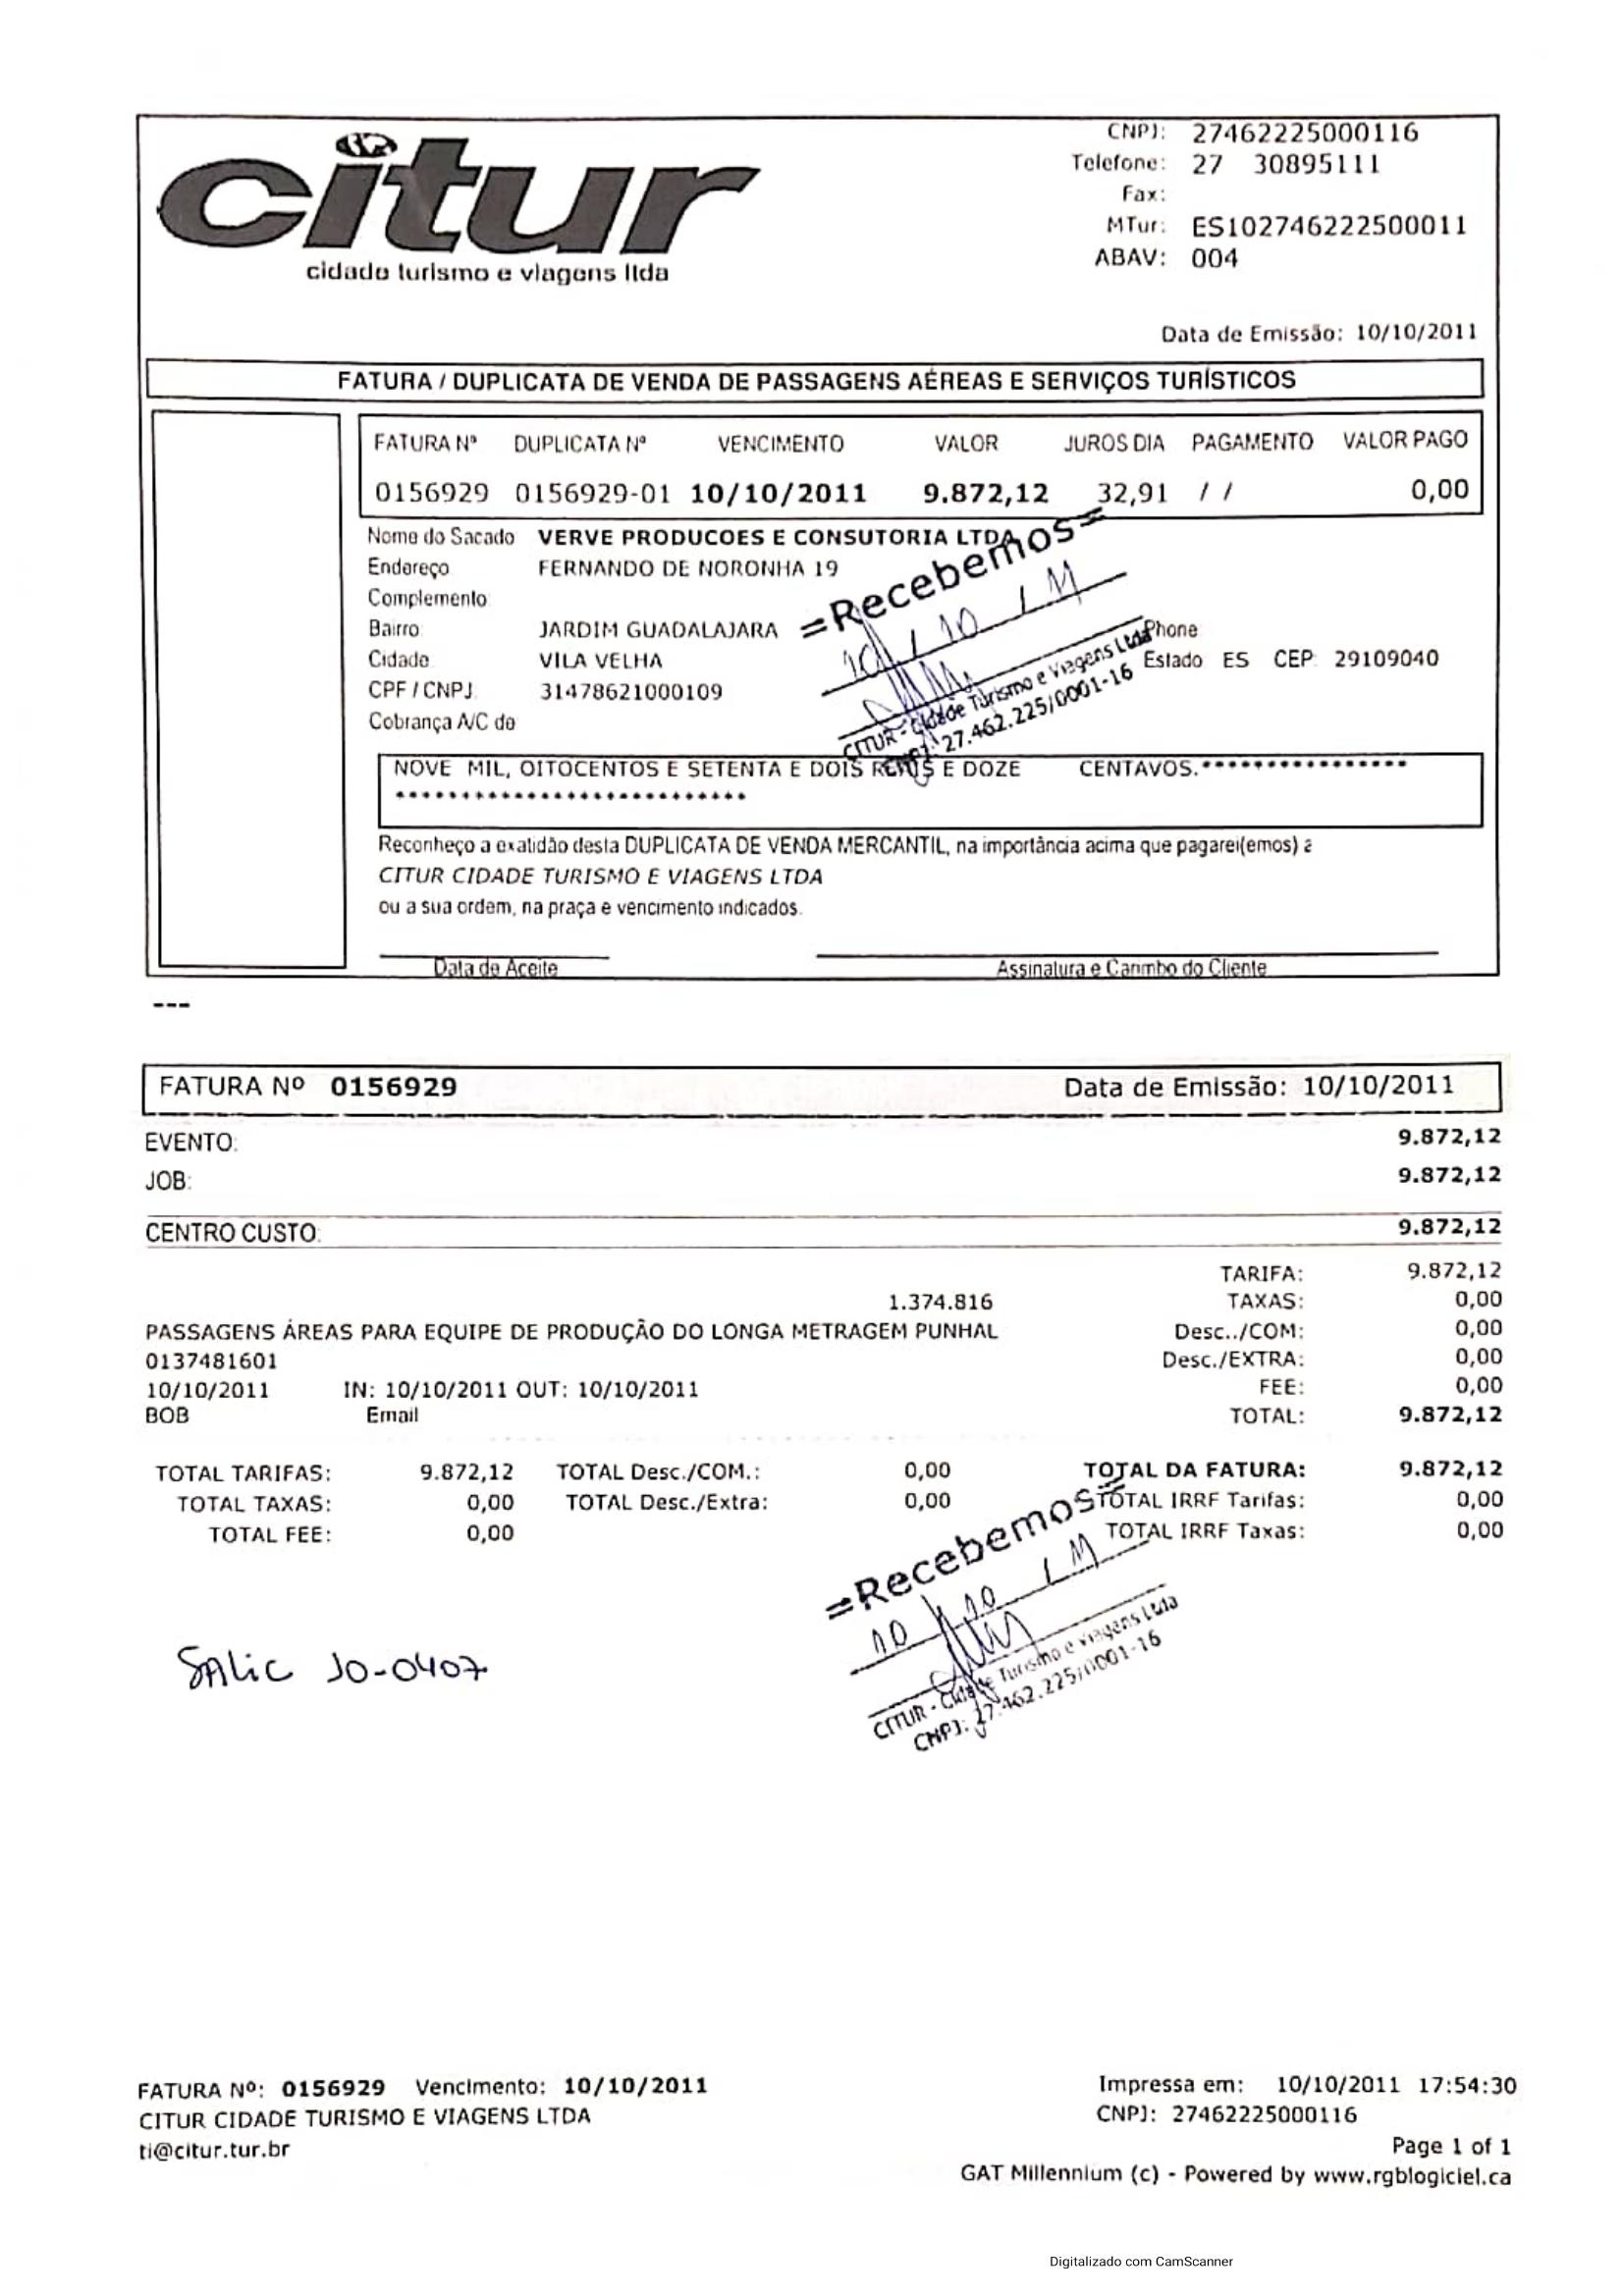 citur
cidade turismo e viagens ltda
CNPJ: 27462225000116
Telefone: 27 30895111
Fax:
MTur: ES102746222500011
ABAV: 004
Data de Emissão: 10/10/2011
FATURA / DUPLICATA DE VENDA DE PASSAGENS AÉREAS E SERVIÇOS TURÍSTICOS
FATURA Nº DUPLICATA Nº VENCIMENTO VALOR JUROS DIA PAGAMENTO VALOR PAGO
0156929 0156929-01 10/10/2011 9.872,12 32,91 / / 0,00
Nome do Sacado VERVE PRODUCOES E CONSUTORIA LTDA
Endereço FERNANDO DE NORONHA 19
Complemento
Bairro JARDIM GUADALAJARA Phone
Cidade VILA VELHA Estado ES CEP: 29109040
CPF / CNPJ 31478621000109
Cobrança A/C de
=Recebemos=
10 / 10 / 11
CITUR - Cidade Turismo e Viagens Ltda
CNPJ: 27.462.225/0001-16
NOVE MIL, OITOCENTOS E SETENTA E DOIS REAIS E DOZE CENTAVOS.*****************
****************************
Reconheço a exatidão desta DUPLICATA DE VENDA MERCANTIL, na importância acima que pagarei(emos) a
CITUR CIDADE TURISMO E VIAGENS LTDA
ou a sua ordem, na praça e vencimento indicados.
Data de Aceite Assinatura e Carimbo do Cliente
---
FATURA Nº 0156929 Data de Emissão: 10/10/2011
EVENTO: 9.872,12
JOB: 9.872,12
CENTRO CUSTO: 9.872,12
TARIFA: 9.872,12
1.374.816 TAXAS: 0,00
PASSAGENS ÁREAS PARA EQUIPE DE PRODUÇÃO DO LONGA METRAGEM PUNHAL Desc../COM: 0,00
0137481601 Desc./EXTRA: 0,00
10/10/2011 IN: 10/10/2011 OUT: 10/10/2011 FEE: 0,00
BOB Email TOTAL: 9.872,12
TOTAL TARIFAS: 9.872,12 TOTAL Desc./COM.: 0,00 TOTAL DA FATURA: 9.872,12
TOTAL TAXAS: 0,00 TOTAL Desc./Extra: 0,00 TOTAL IRRF Tarifas: 0,00
TOTAL FEE: 0,00 TOTAL IRRF Taxas: 0,00
=Recebemos=
10 / 10 / 11
CITUR - Cidade Turismo e Viagens Ltda
CNPJ: 27.462.225/0001-16
SALIC 10-0407
FATURA Nº: 0156929 Vencimento: 10/10/2011 Impressa em: 10/10/2011 17:54:30
CITUR CIDADE TURISMO E VIAGENS LTDA CNPJ: 27462225000116
ti@citur.tur.br Page 1 of 1
GAT Millennium (c) - Powered by www.rgblogiciel.ca
Digitalizado com CamScanner